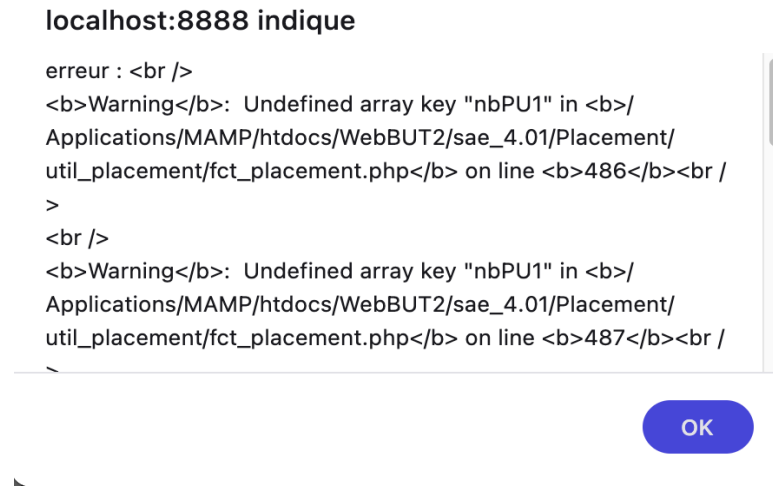 localhost:8888 indique
erreur : <br />
<b>Warning</b>:  Undefined array key "nbPU1" in <b>/
Applications/MAMP/htdocs/WebBUT2/sae_4.01/Placement/
util_placement/fct_placement.php</b> on line <b>486</b><br /
>
<br />
<b>Warning</b>:  Undefined array key "nbPU1" in <b>/
Applications/MAMP/htdocs/WebBUT2/sae_4.01/Placement/
util_placement/fct_placement.php</b> on line <b>487</b><br /
>
OK